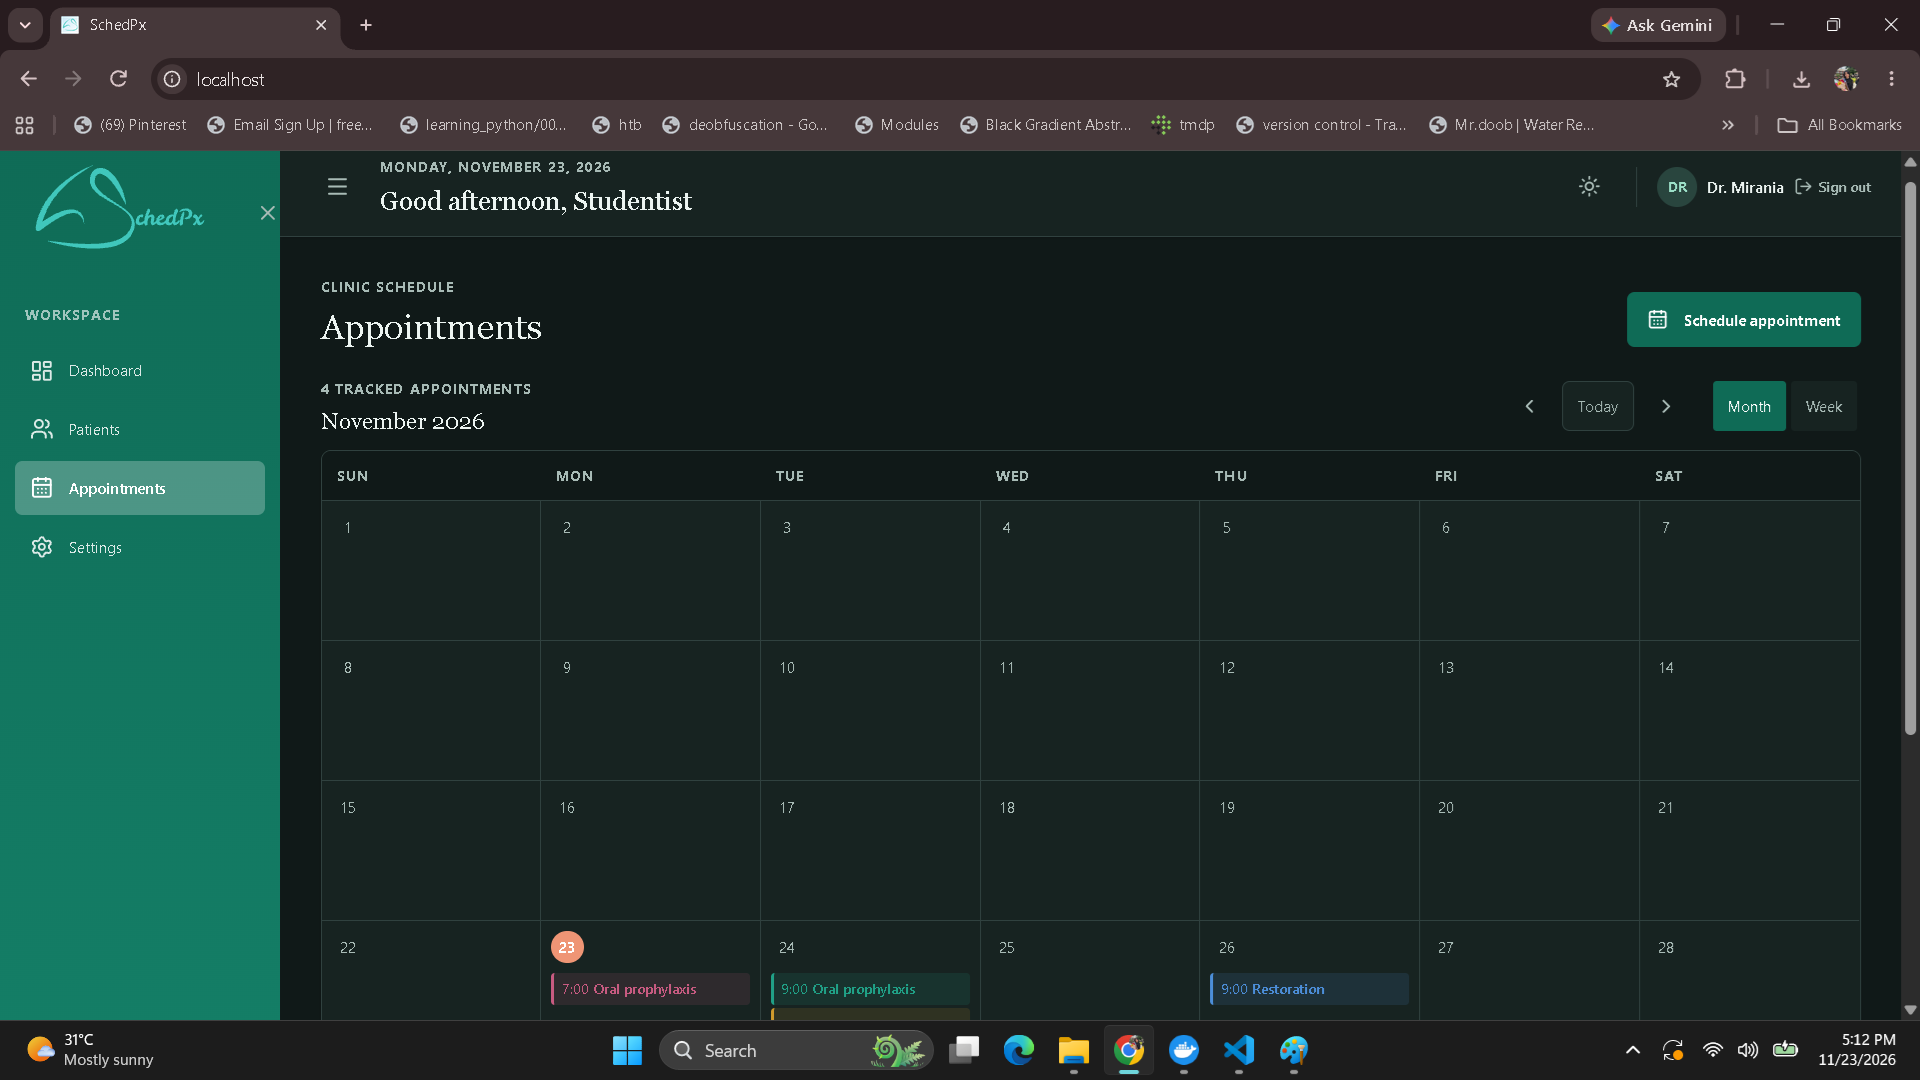 SchedPx
Ask Gemini
localhost
(69) Pinterest
Email Sign Up | free...
learning_python/00...
htb
deobfuscation - Go...
Modules
Black Gradient Abstr...
tmdp
version control - Tra...
Mr.doob | Water Re...
All Bookmarks
SchedPx
WORKSPACE
Dashboard
Patients
Appointments
Settings
MONDAY, NOVEMBER 23, 2026
Good afternoon, Studentist
DR
Dr. Mirania
Sign out
CLINIC SCHEDULE
Appointments
Schedule appointment
4 TRACKED APPOINTMENTS
November 2026
Today
Month
Week
SUN MON TUE WED THU FRI SAT
1 2 3 4 5 6 7
8 9 10 11 12 13 14
15 16 17 18 19 20 21
22 23 24 25 26 27 28
7:00 Oral prophylaxis
9:00 Oral prophylaxis
9:00 Restoration
31°C
Mostly sunny
Search
5:12 PM
11/23/2026